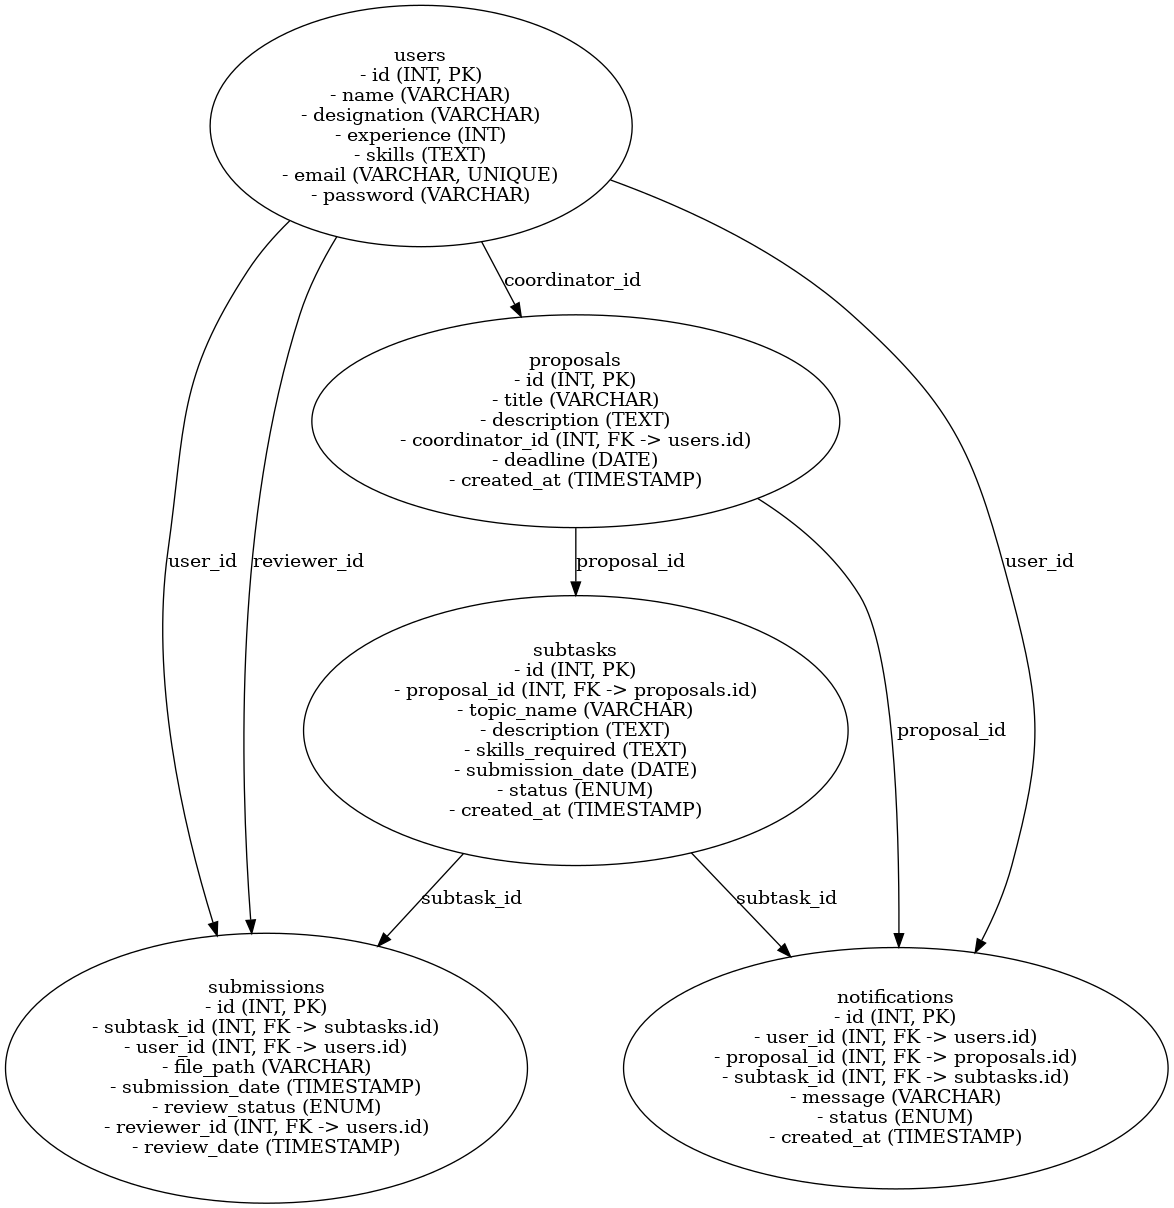 users
- id (INT, PK)
- name (VARCHAR)
- designation (VARCHAR)
- experience (INT)
- skills (TEXT)
- email (VARCHAR, UNIQUE)
- password (VARCHAR)
coordinator_id
proposals
- id (INT, PK)
- title (VARCHAR)
- description (TEXT)
- coordinator_id (INT, FK -> users.id)
- deadline (DATE)
- created_at (TIMESTAMP)
user_id
reviewer_id
proposal_id
user_id
subtasks
- id (INT, PK)
- proposal_id (INT, FK -> proposals.id)
- topic_name (VARCHAR)
- description (TEXT)
- skills_required (TEXT)
- submission_date (DATE)
- status (ENUM)
- created_at (TIMESTAMP)
proposal_id
subtask_id
subtask_id
submissions
- id (INT, PK)
- subtask_id (INT, FK -> subtasks.id)
- user_id (INT, FK -> users.id)
- file_path (VARCHAR)
- submission_date (TIMESTAMP)
- review_status (ENUM)
- reviewer_id (INT, FK -> users.id)
- review_date (TIMESTAMP)
notifications
- id (INT, PK)
- user_id (INT, FK -> users.id)
- proposal_id (INT, FK -> proposals.id)
- subtask_id (INT, FK -> subtasks.id)
- message (VARCHAR)
- status (ENUM)
- created_at (TIMESTAMP)